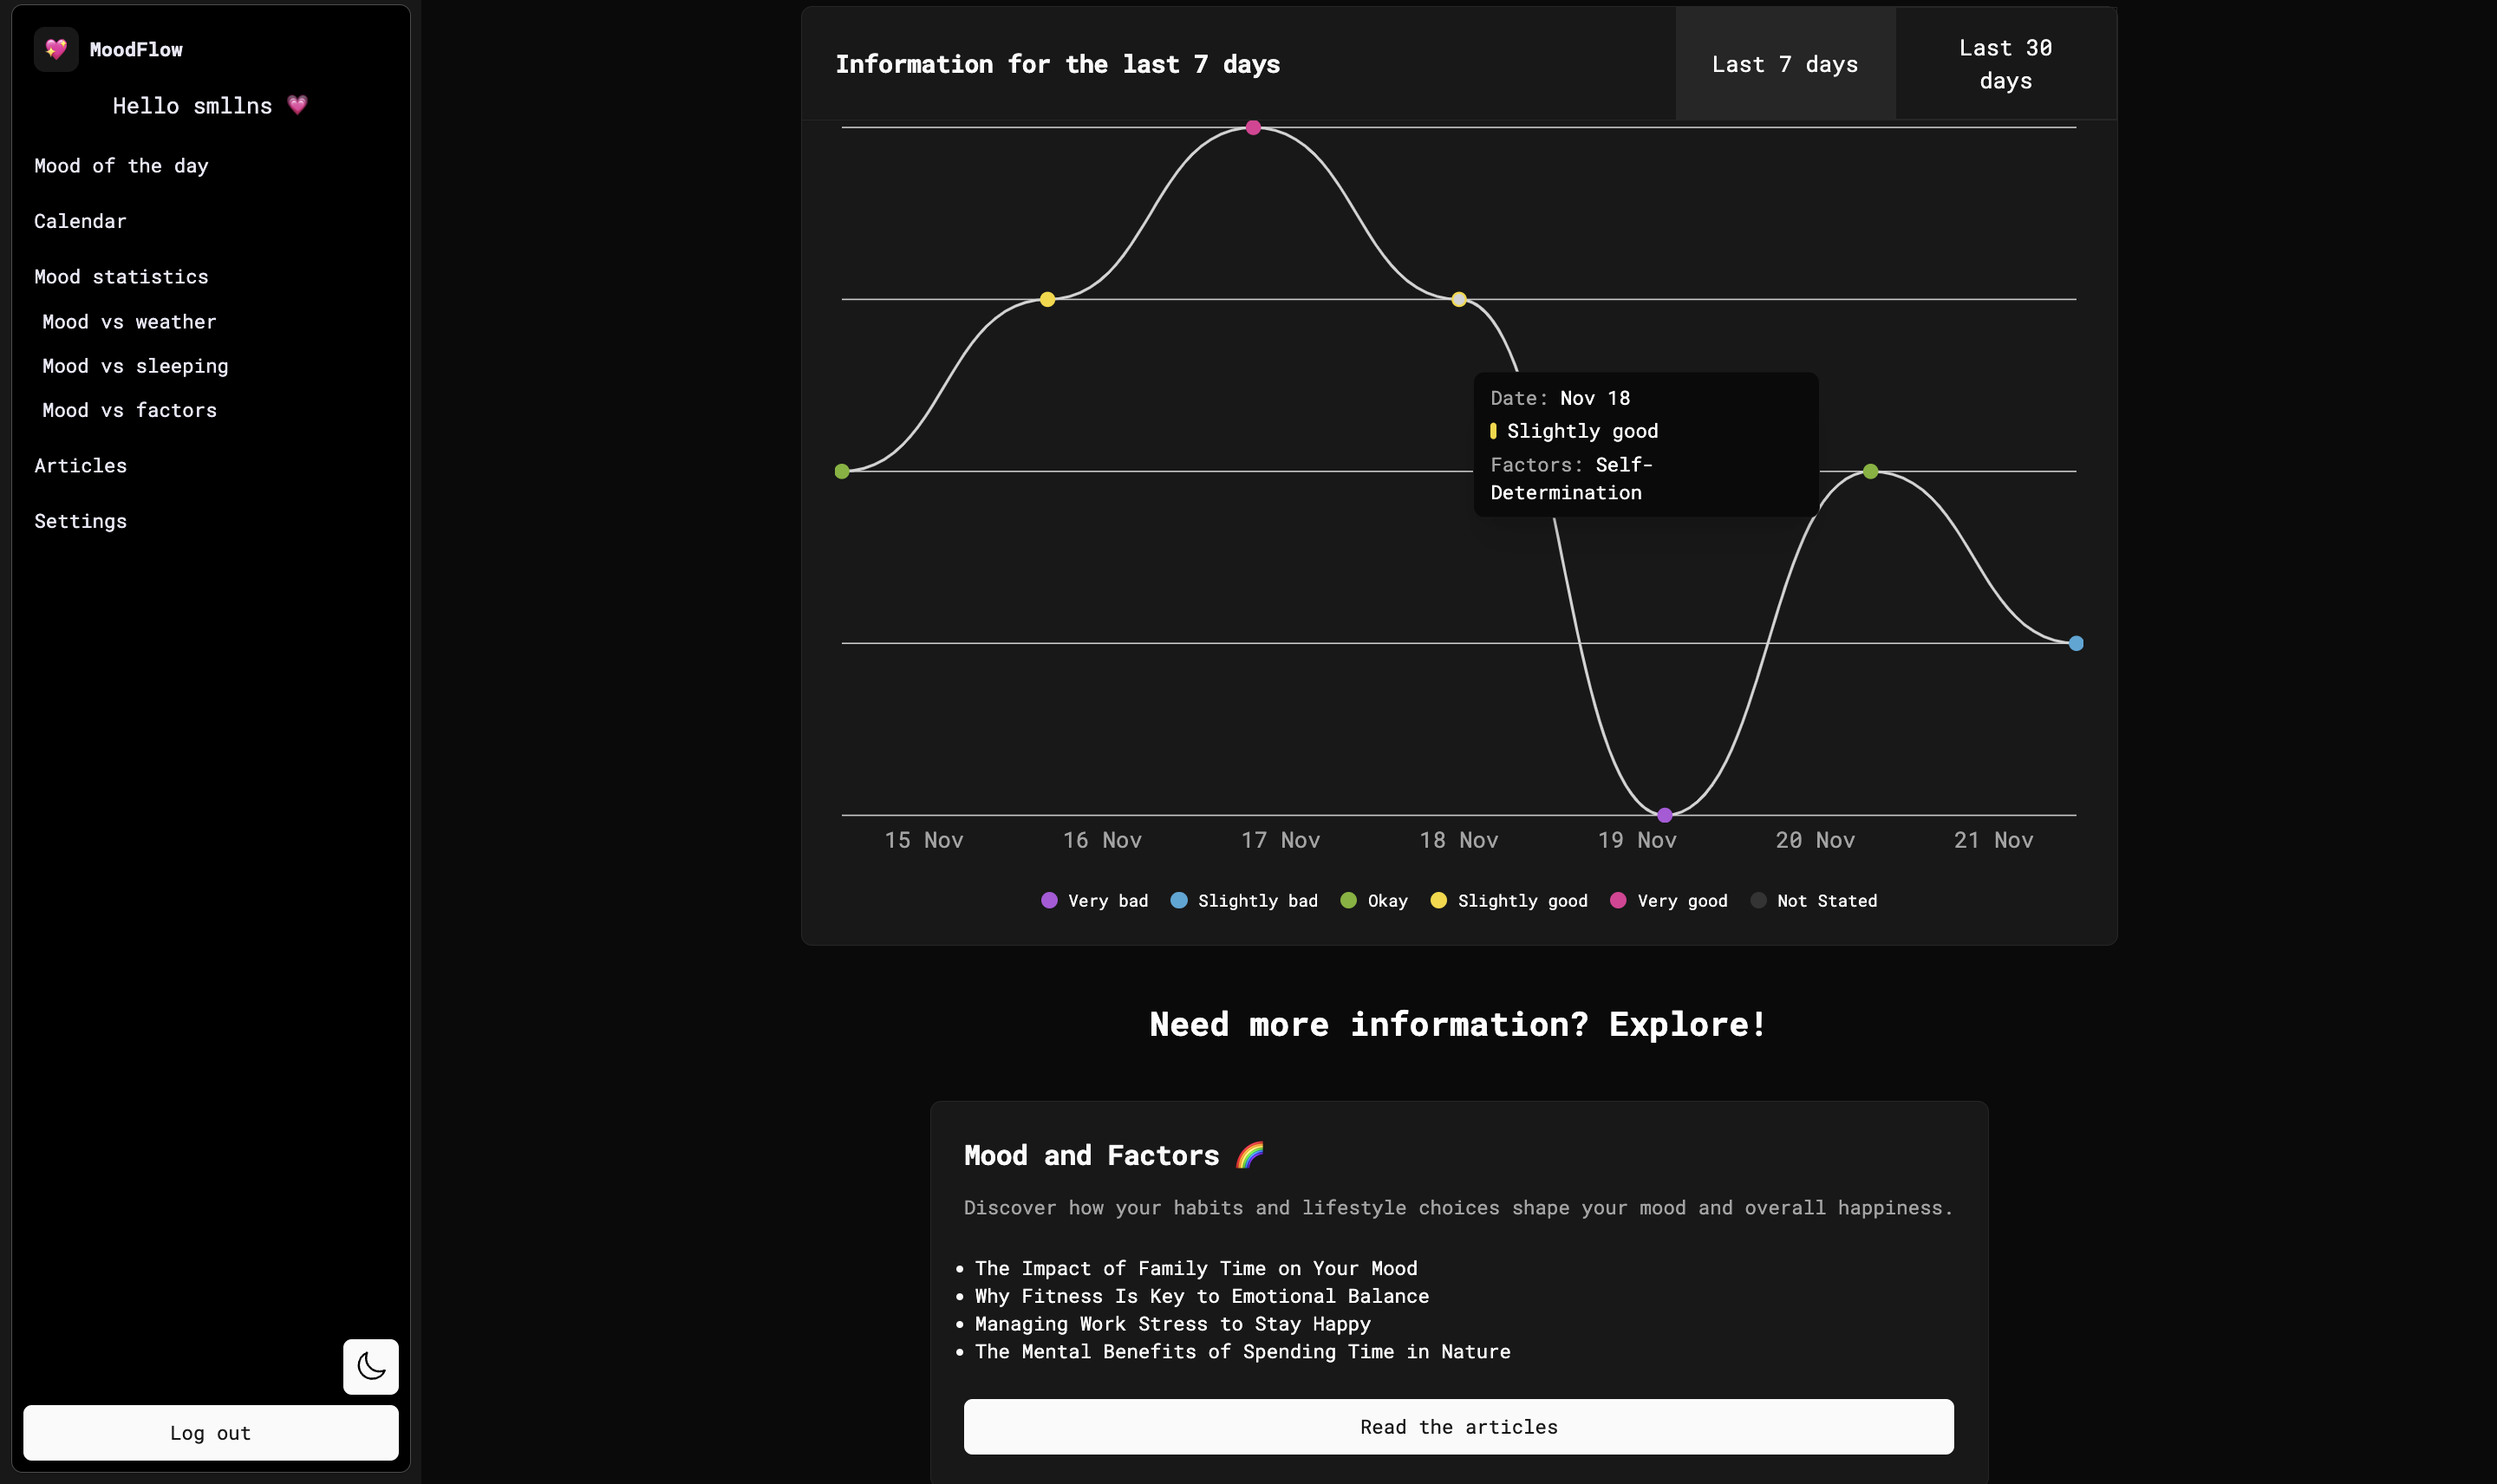 MoodFlow
Hello smllns
Mood of the day
Calendar
Mood statistics
Mood vs weather
Mood vs sleeping
Mood vs factors
Articles
Settings
Log out
Information for the last 7 days
Last 7 days
Last 30
days
Date: Nov 18
Slightly good
Factors: Self-
Determination
15 Nov
16 Nov
17 Nov
18 Nov
19 Nov
20 Nov
21 Nov
Very bad
Slightly bad
Okay
Slightly good
Very good
Not Stated
Need more information? Explore!
Mood and Factors
Discover how your habits and lifestyle choices shape your mood and overall happiness.
The Impact of Family Time on Your Mood
Why Fitness Is Key to Emotional Balance
Managing Work Stress to Stay Happy
The Mental Benefits of Spending Time in Nature
Read the articles